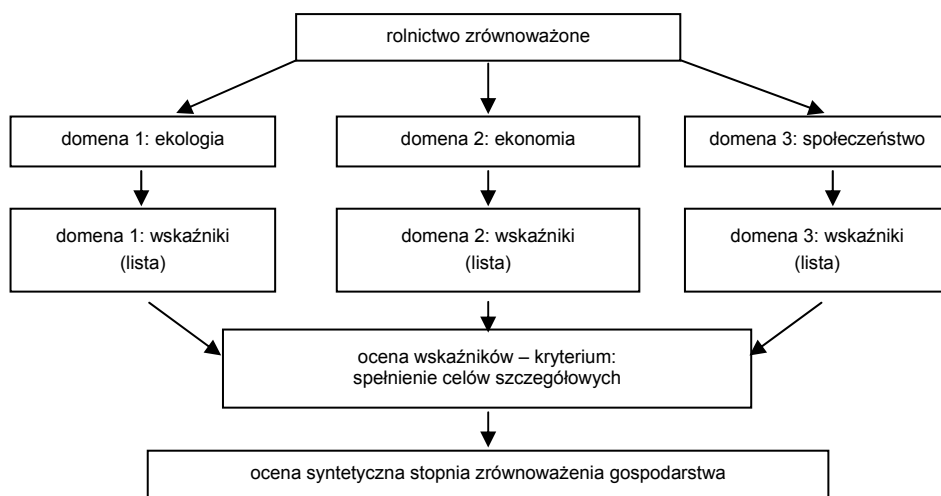 rolnictwo zrównoważone
domena 1: ekologia
domena 2: ekonomia
domena 3: społeczeństwo
domena 1: wskaźniki
(lista)
domena 2: wskaźniki
(lista)
domena 3: wskaźniki
(lista)
ocena wskaźników – kryterium:
spełnienie celów szczegółowych
ocena syntetyczna stopnia zrównoważenia gospodarstwa